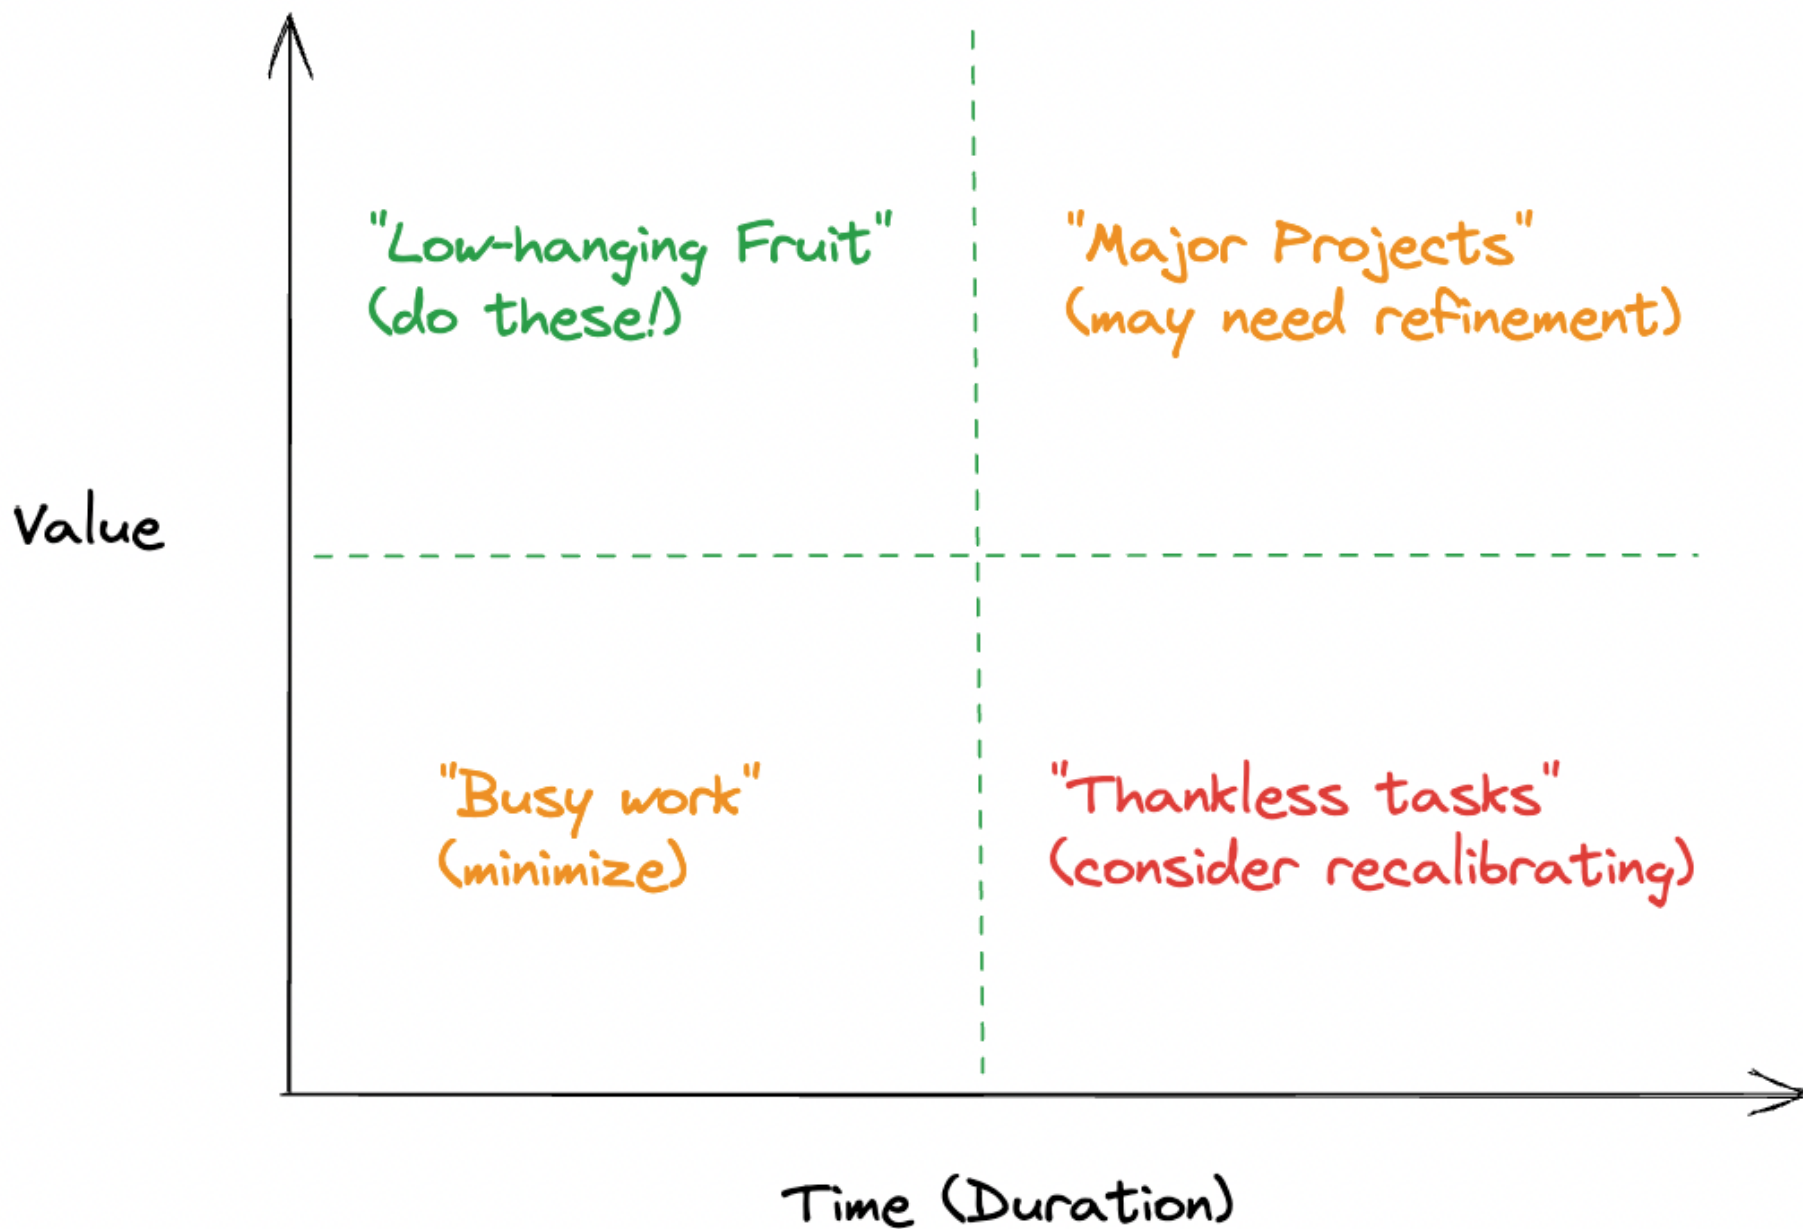 "Low-hanging Fruit"
(do these!)
"Major Projects"
(may need refinement)
Value
"Busy work"
(minimize)
"Thankless tasks"
(consider recalibrating)
Time (Duration)